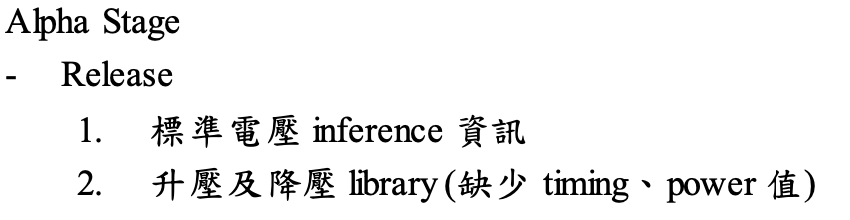 Alpha Stage
- Release
1. 標準電壓 inference 資訊
2. 升壓及降壓 library(缺少 timing、power 值)